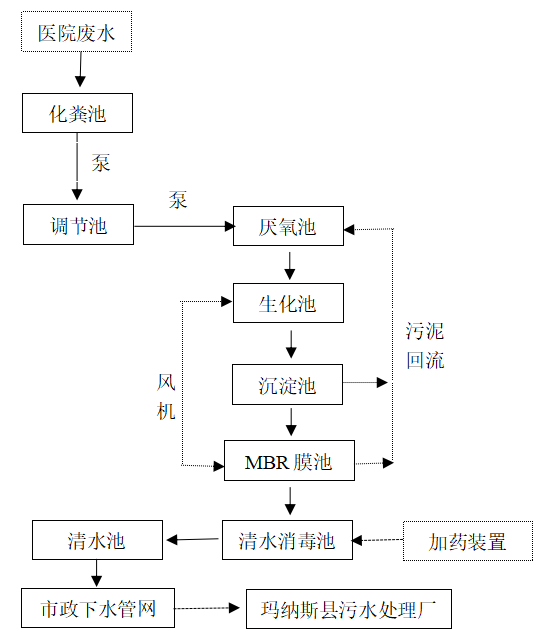 医院废水
化粪池
泵
调节池
泵
厌氧池
生化池
污泥
回流
风
机
沉淀池
MBR 膜池
清水池
清水消毒池
加药装置
市政下水管网
玛纳斯县污水处理厂